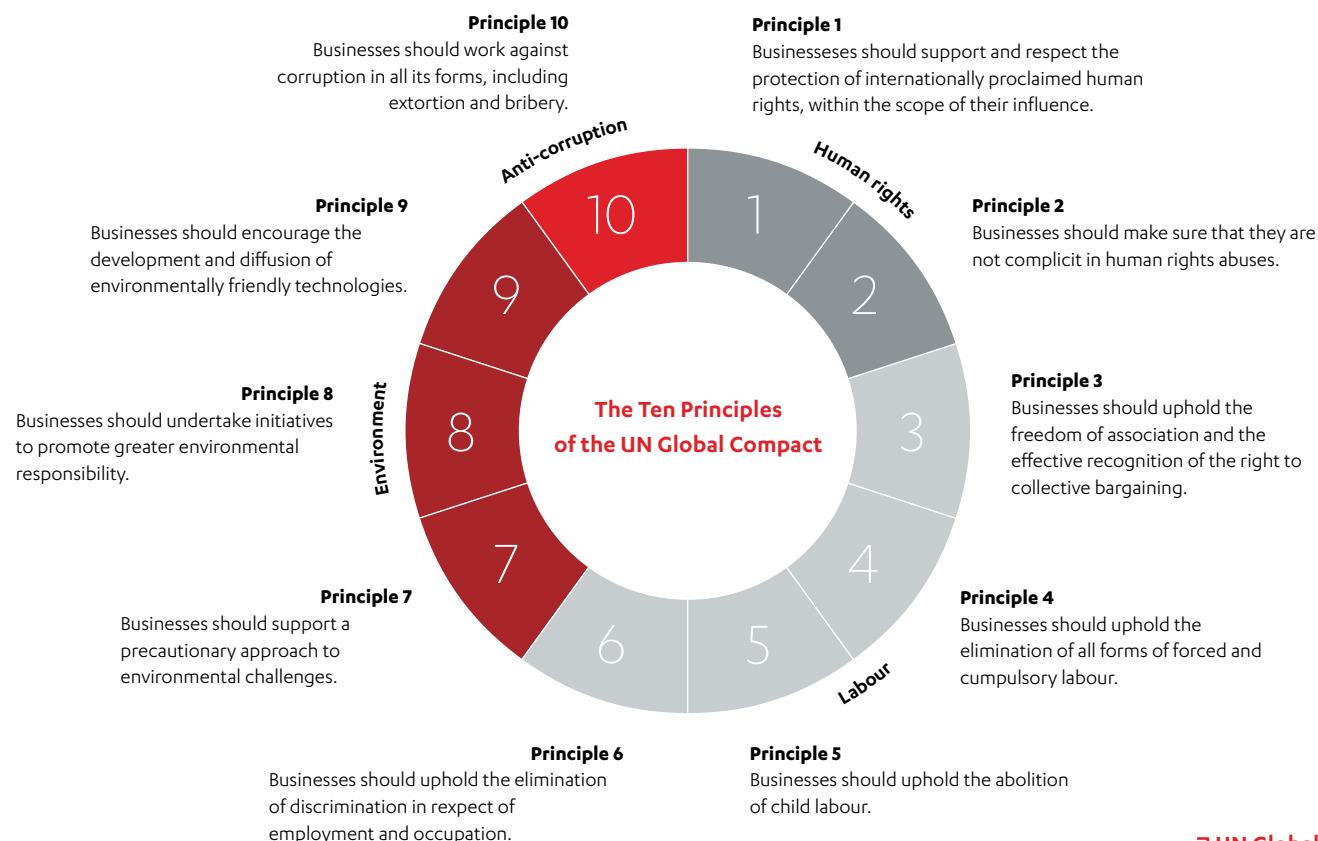 Principle 10
Businesses should work against
corruption in all its forms, including
extortion and bribery.
Principle 1
Businesseses should support and respect the
protection of internationally proclaimed human
rights, within the scope of their influence.
Anti-corruption
Human rights
10
1
Principle 9
Businesses should encourage the
development and diffusion of
environmentally friendly technologies.
9
2
Principle 2
Businesses should make sure that they are
not complicit in human rights abuses.
Principle 8
Businesses should undertake initiatives
to promote greater environmental
responsibility.
Environment
8
The Ten Principles
of the UN Global Compact
3
Principle 3
Businesses should uphold the
freedom of association and the
effective recognition of the right to
collective bargaining.
7
4
Principle 7
Businesses should support a
precautionary approach to
environmental challenges.
Principle 4
Businesses should uphold the
elimination of all forms of forced and
cumpulsory labour.
6
5
Labour
Principle 6
Businesses should uphold the elimination
of discrimination in rexpect of
employment and occupation.
Principle 5
Businesses should uphold the abolition
of child labour.
UN Global